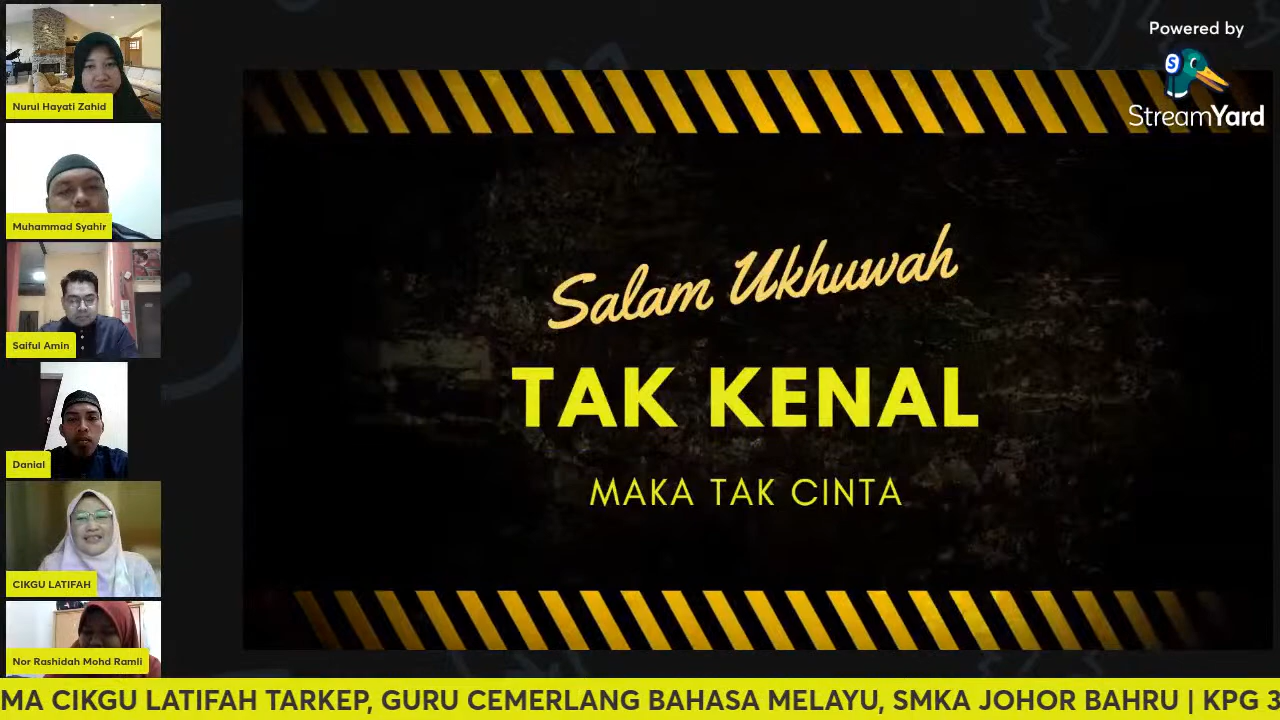 Nurul Hayati Zahid
Muhammad Syahir
Saiful Amin
Danial
CIKGU LATIFAH
Nor Rashidah Mohd Ramli
Powered by
StreamYard
Salam Ukhuwah
TAK KENAL
MAKA TAK CINTA
MA CIKGU LATIFAH TARKEP, GURU CEMERLANG BAHASA MELAYU, SMKA JOHOR BAHRU | KPG 3